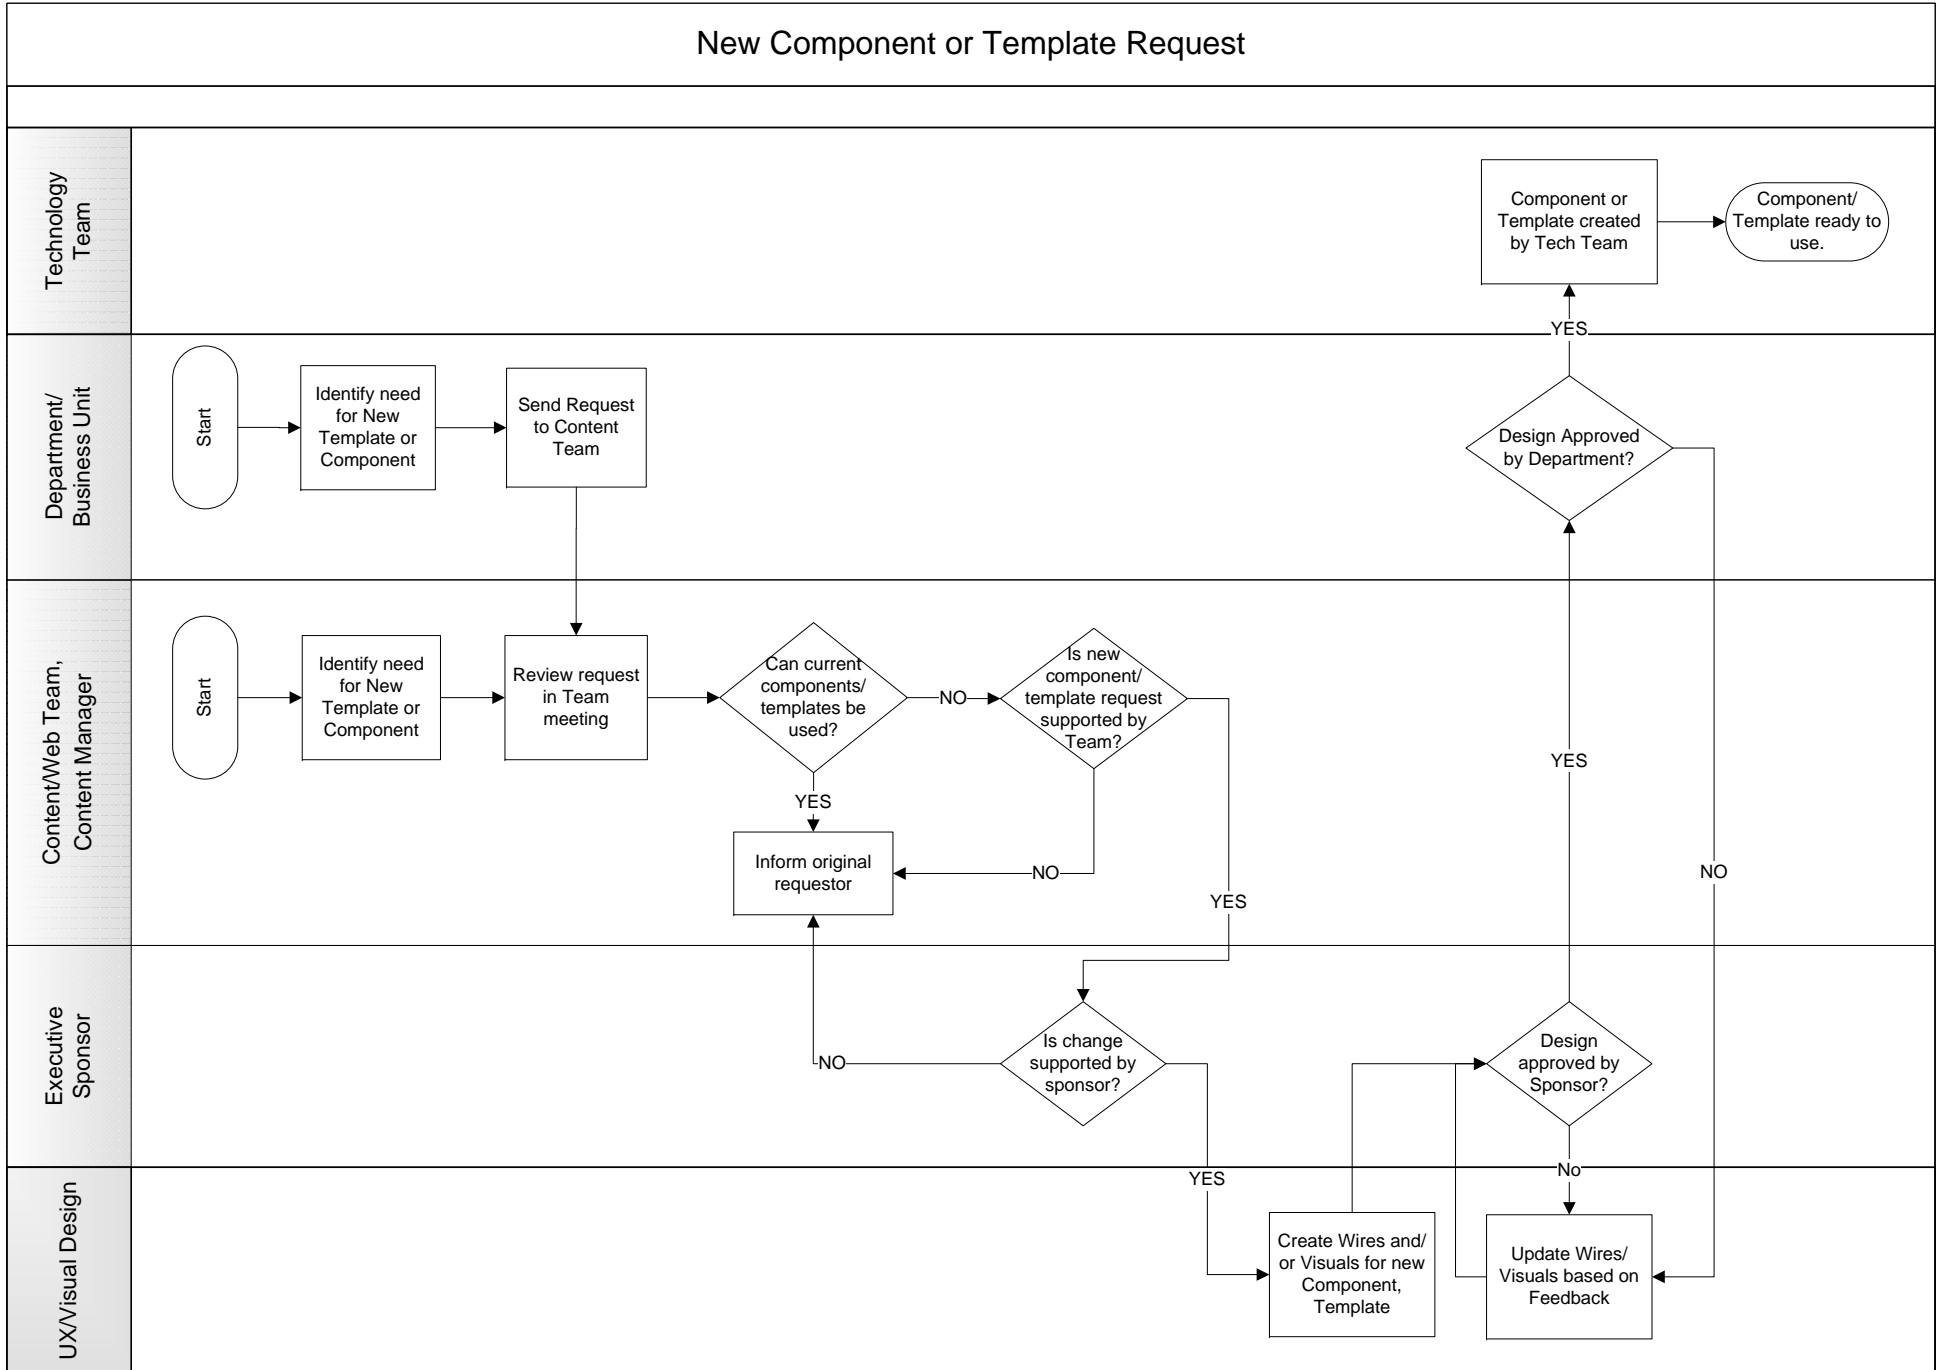 New Component or Template Request
Technology
Team
Component or
Template created
by Tech Team
Component/
Template ready to
use.
YES
Department/
Business Unit
Start
Identify need
for New
Template or
Component
Send Request
to Content
Team
Design Approved
by Department?
Content/Web Team,
Content Manager
Start
Identify need
for New
Template or
Component
Review request
in Team
meeting
Can current
components/
templates be
used?
NO
Is new
component/
template request
supported by
Team?
YES
YES
Inform original
requestor
NO
NO
YES
Executive
Sponsor
NO
Is change
supported by
sponsor?
Design
approved by
Sponsor?
No
YES
UX/Visual Design
Create Wires and/
or Visuals for new
Component,
Template
Update Wires/
Visuals based on
Feedback